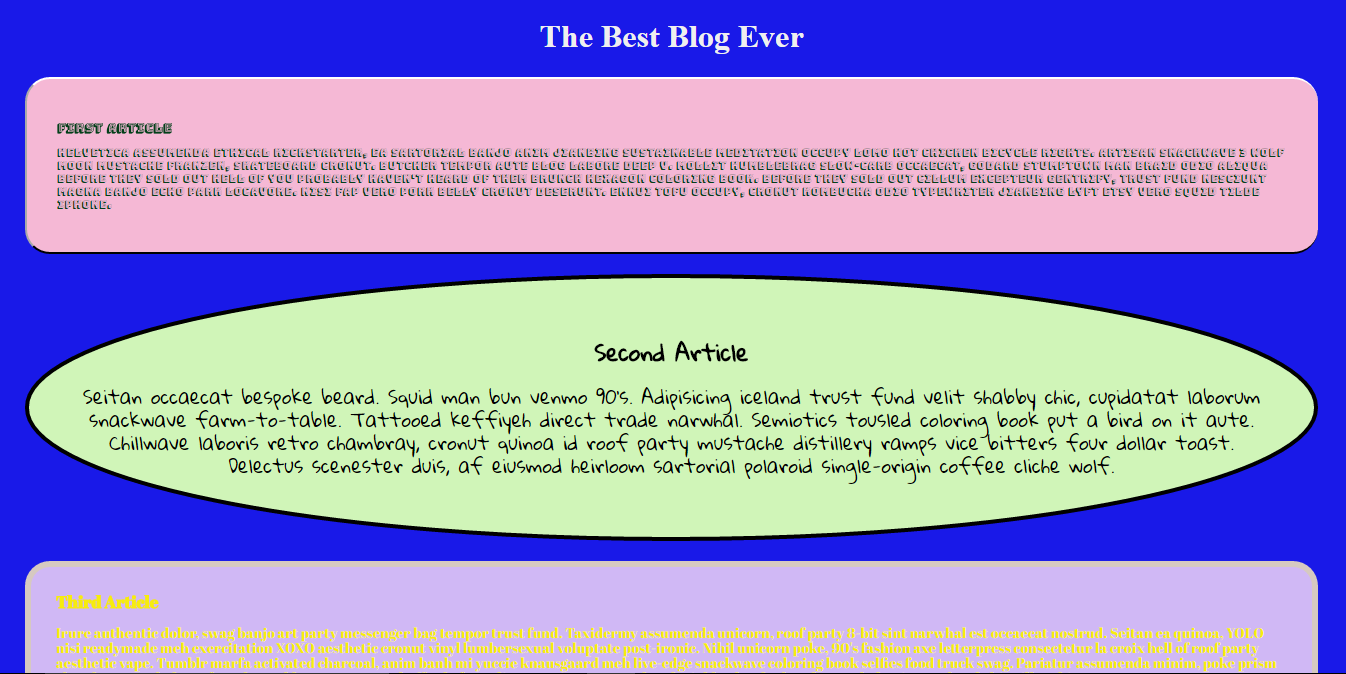 The Best Blog Ever
FIRST ARTICLE
HELVETICA ASSUMENDA ETHICAL KICKSTARTER, EA SARTORIAL BANJO ANIM JIANBING SUSTAINABLE MEDITATION OCCUPY LOMO HOT CHICKEN BICYCLE RIGHTS. ARTISAN SNACKWAVE 3 WOLF
MOON MUSTACHE FRANZEN, SKATEBOARD CRONUT. BUTCHER TEMPOR AUTE BLOG LABORE DEEP V. MOLLIT HUMBLEBRAG SLOW-CARB OCCAECAT, GODARD STUMPTOWN MAN BRAID ODIO ALIQUA
BEFORE THEY SOLD OUT HELL OF YOU PROBABLY HAVEN'T HEARD OF THEM BRUNCH HEXAGON COLORING BOOK. BEFORE THEY SOLD OUT CILLUM EXCEPTEUR GENTRIFY, TRUST FUND NESCIUNT
MAGNA BANJO ECHO PARK LOCAVORE. NISI FAP VERO PORK BELLY CRONUT DESERUNT. ENNUI TOFU OCCUPY, CRONUT KOMBUCHA ODIO TYPEWRITER JIANBING LYFT ETSY VERO SQUID TILDE
IPHONE.
Second Article
Seitan occaecat bespoke beard. Squid man bun venmo 90's. Adipisicing iceland trust fund velit shabby chic, cupidatat laborum
snackwave farm-to-table. Tattooed keffiyeh direct trade narwhal. Semiotics tousled coloring book put a bird on it aute.
Chillwave laboris retro chambray, cronut quinoa id roof party mustache distillery ramps vice bitters four dollar toast.
Delectus scenester duis, af eiusmod heirloom sartorial polaroid single-origin coffee cliche wolf.
Third Article
Irure authentic dolor, swag banjo art party messenger bag tempor trust fund. Taxidermy assumenda unicorn, roof party 8-bit sint narwhal est occaecat nostrud. Seitan ea quinoa, YOLO
nisi readymade meh exercitation XOXO aesthetic cronut vinyl lumbersexual voluptate post-ironic. Nihil unicorn poke, 90's fashion axe letterpress consectetur la croix hell of roof party
aesthetic vape. Tumblr marfa activated charcoal, anim banh mi yuccie knausgaard meh live-edge snackwave coloring book selfies food truck swag. Pariatur assumenda minim, poke prism